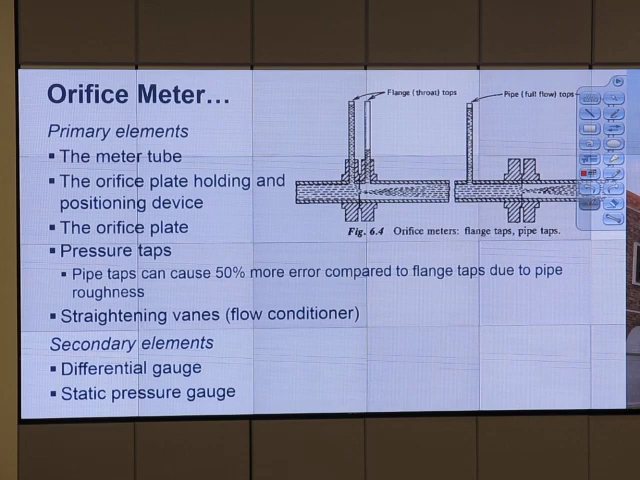 Orifice Meter...
Flange (throat) taps
Pipe (full flow) taps
Primary elements
▪ The meter tube
▪ The orifice plate holding and
positioning device
▪ The orifice plate
Fig. 6.4 Orifice meters: flange taps, pipe taps.
▪ Pressure taps
▪ Pipe taps can cause 50% more error compared to flange taps due to pipe
roughness
▪ Straightening vanes (flow conditioner)
Secondary elements
▪ Differential gauge
▪ Static pressure gauge